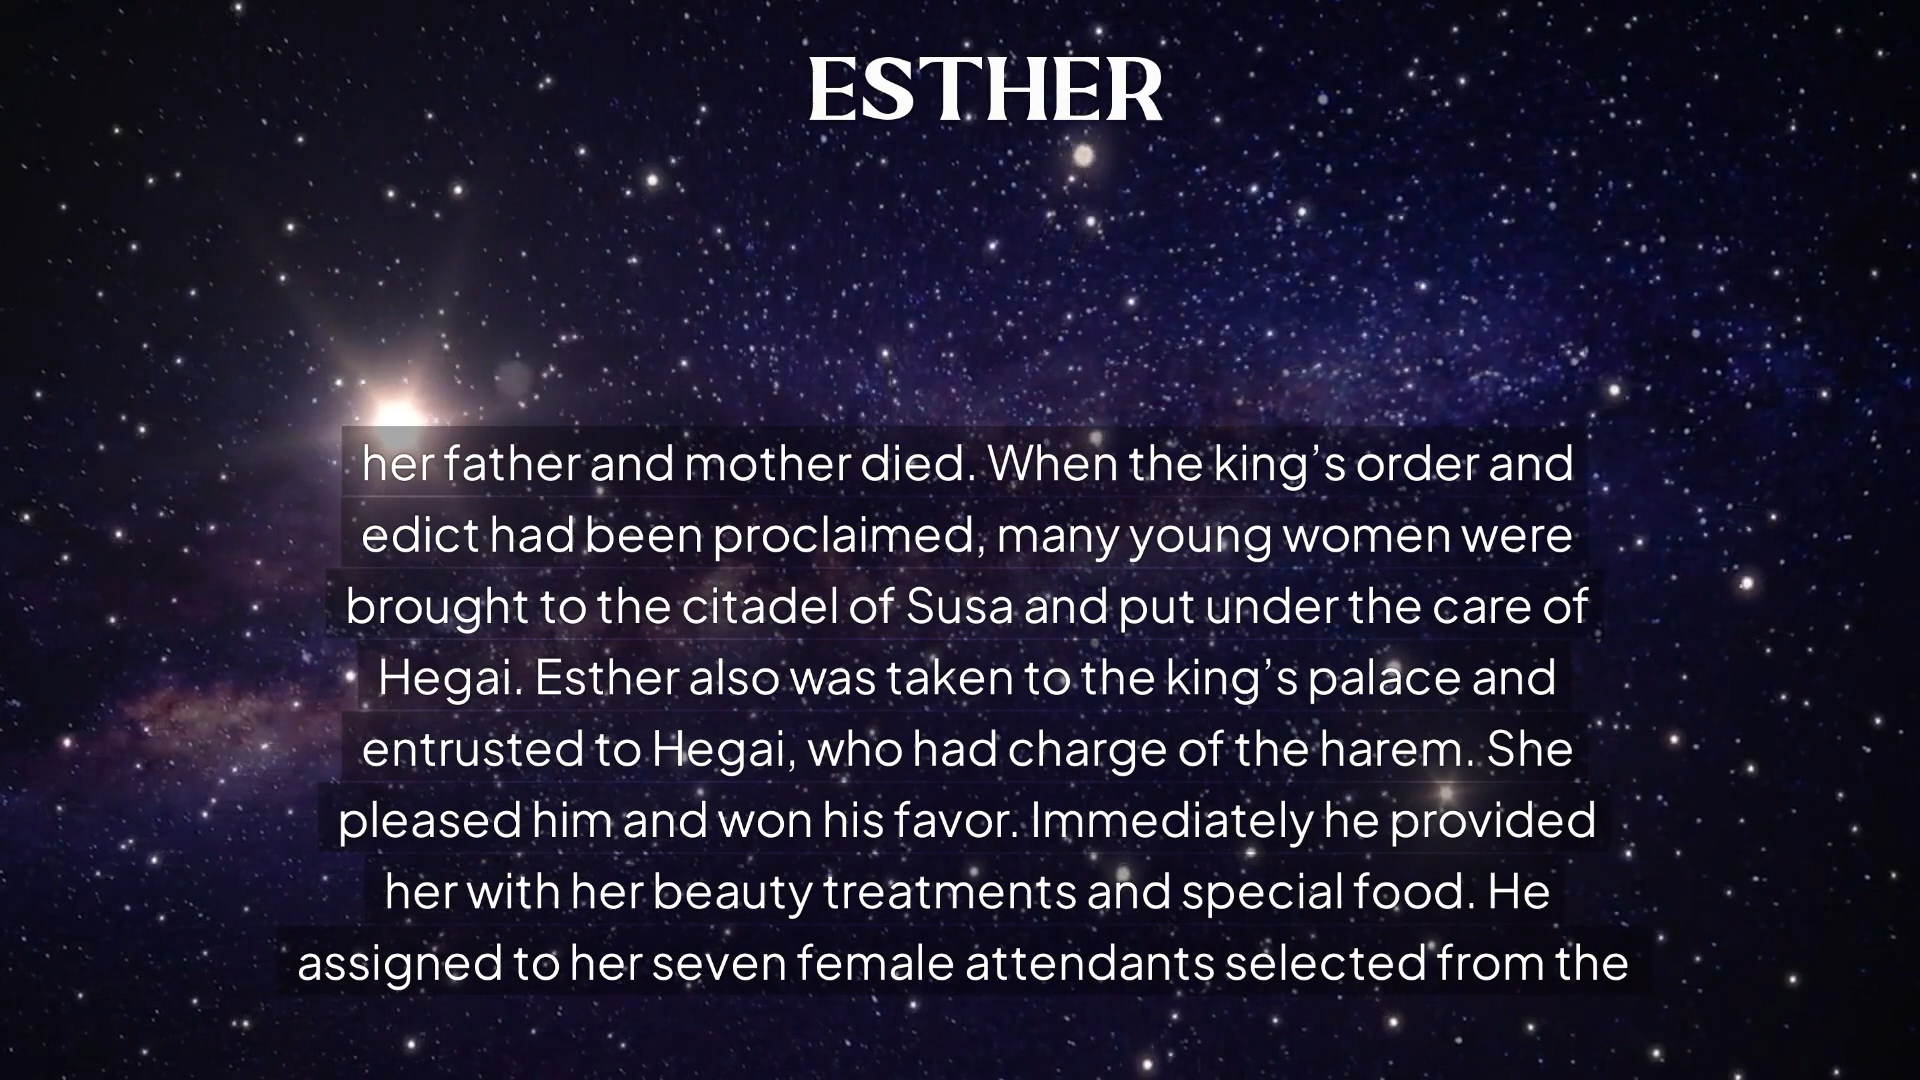 ESTHER
her father and mother died. When the king’s order and
edict had been proclaimed, many young women were
brought to the citadel of Susa and put under the care of
Hegai. Esther also was taken to the king’s palace and
entrusted to Hegai, who had charge of the harem. She
pleased him and won his favor. Immediately he provided
her with her beauty treatments and special food. He
assigned to her seven female attendants selected from the